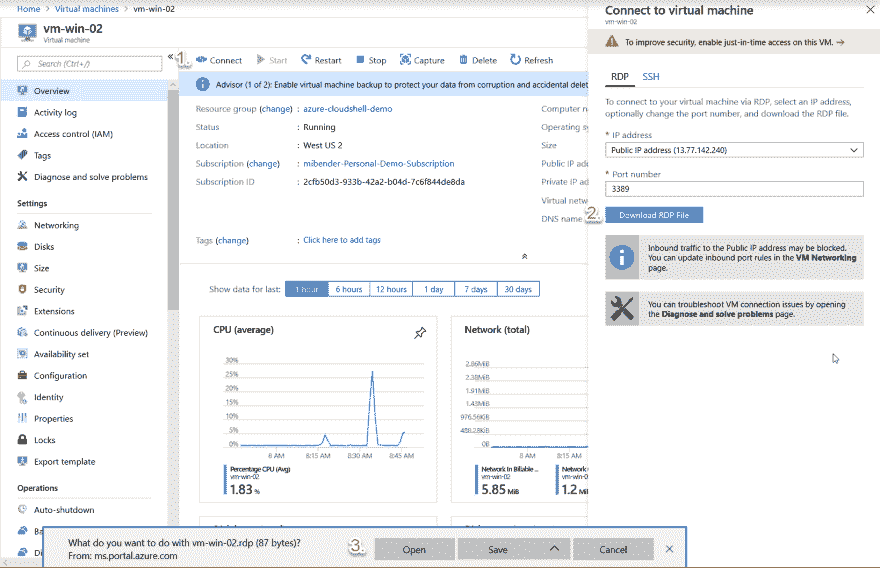 Home > Virtual machines > vm-win-02
vm-win-02
Virtual machine
Search (Ctrl+/)
Overview
Activity log
Access control (IAM)
Tags
Diagnose and solve problems
Settings
Networking
Disks
Size
Security
Extensions
Continuous delivery (Preview)
Availability set
Configuration
Identity
Properties
Locks
Export template
Operations
Auto-shutdown
Ba
Di
1. Connect Start Restart Stop Capture Delete Refresh
Advisor (1 of 2): Enable virtual machine backup to protect your data from corruption and accidental delet
Resource group (change) : azure-cloudshell-demo
Status : Running
Location : West US 2
Subscription (change) : mibender-Personal-Demo-Subscription
Subscription ID : 2cfb50d3-933b-42a2-b04d-7c6f844de8da
Computer n
Operating sy
Size
Public IP ad
Private IP ad
Virtual netw
DNS name
Tags (change) : Click here to add tags
Show data for last: 1 hour 6 hours 12 hours 1 day 7 days 30 days
CPU (average)
30%
25%
20%
15%
10%
5%
0%
8 AM 8:15 AM 8:30 AM 8:45 AM
Percentage CPU (Avg)
vm-win-02
1.83 %
Network (total)
2.86MiB
2.38MiB
1.91MiB
1.43MiB
976.56KiB
488.28KiB
0B
8 AM 8:15 AM
Network In Billable ...
vm-win-02
5.85 MiB
Network
vm-win-
1.2 Mi
Connect to virtual machine
vm-win-02
To improve security, enable just-in-time access on this VM. →
RDP SSH
To connect to your virtual machine via RDP, select an IP address,
optionally change the port number, and download the RDP file.
* IP address
Public IP address (13.77.142.240)
* Port number
3389
2. Download RDP File
Inbound traffic to the Public IP address may be blocked.
You can update inbound port rules in the VM Networking
page.
You can troubleshoot VM connection issues by opening
the Diagnose and solve problems page.
What do you want to do with vm-win-02.rdp (87 bytes)?
From: ms.portal.azure.com
3. Open Save Cancel